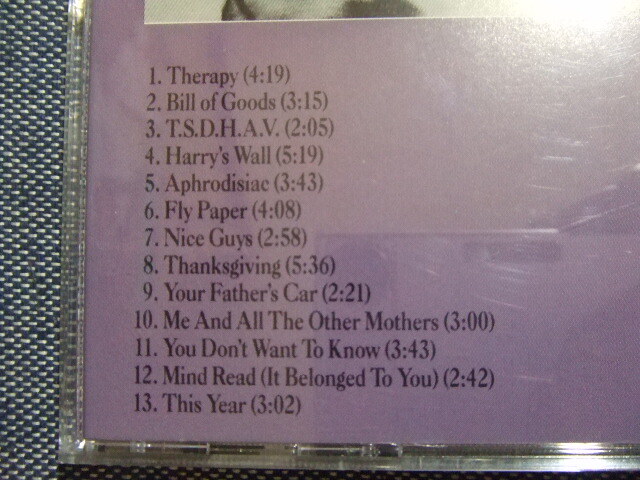 1. Therapy (4:19)
2. Bill of Goods (3:15)
3. T.S.D.H.A.V. (2:05)
4. Harry's Wall (5:19)
5. Aphrodisiac (3:43)
6. Fly Paper (4:08)
7. Nice Guys (2:58)
8. Thanksgiving (5:36)
9. Your Father's Car (2:21)
10. Me And All The Other Mothers (3:00)
11. You Don't Want To Know (3:43)
12. Mind Read (It Belonged To You) (2:42)
13. This Year (3:02)